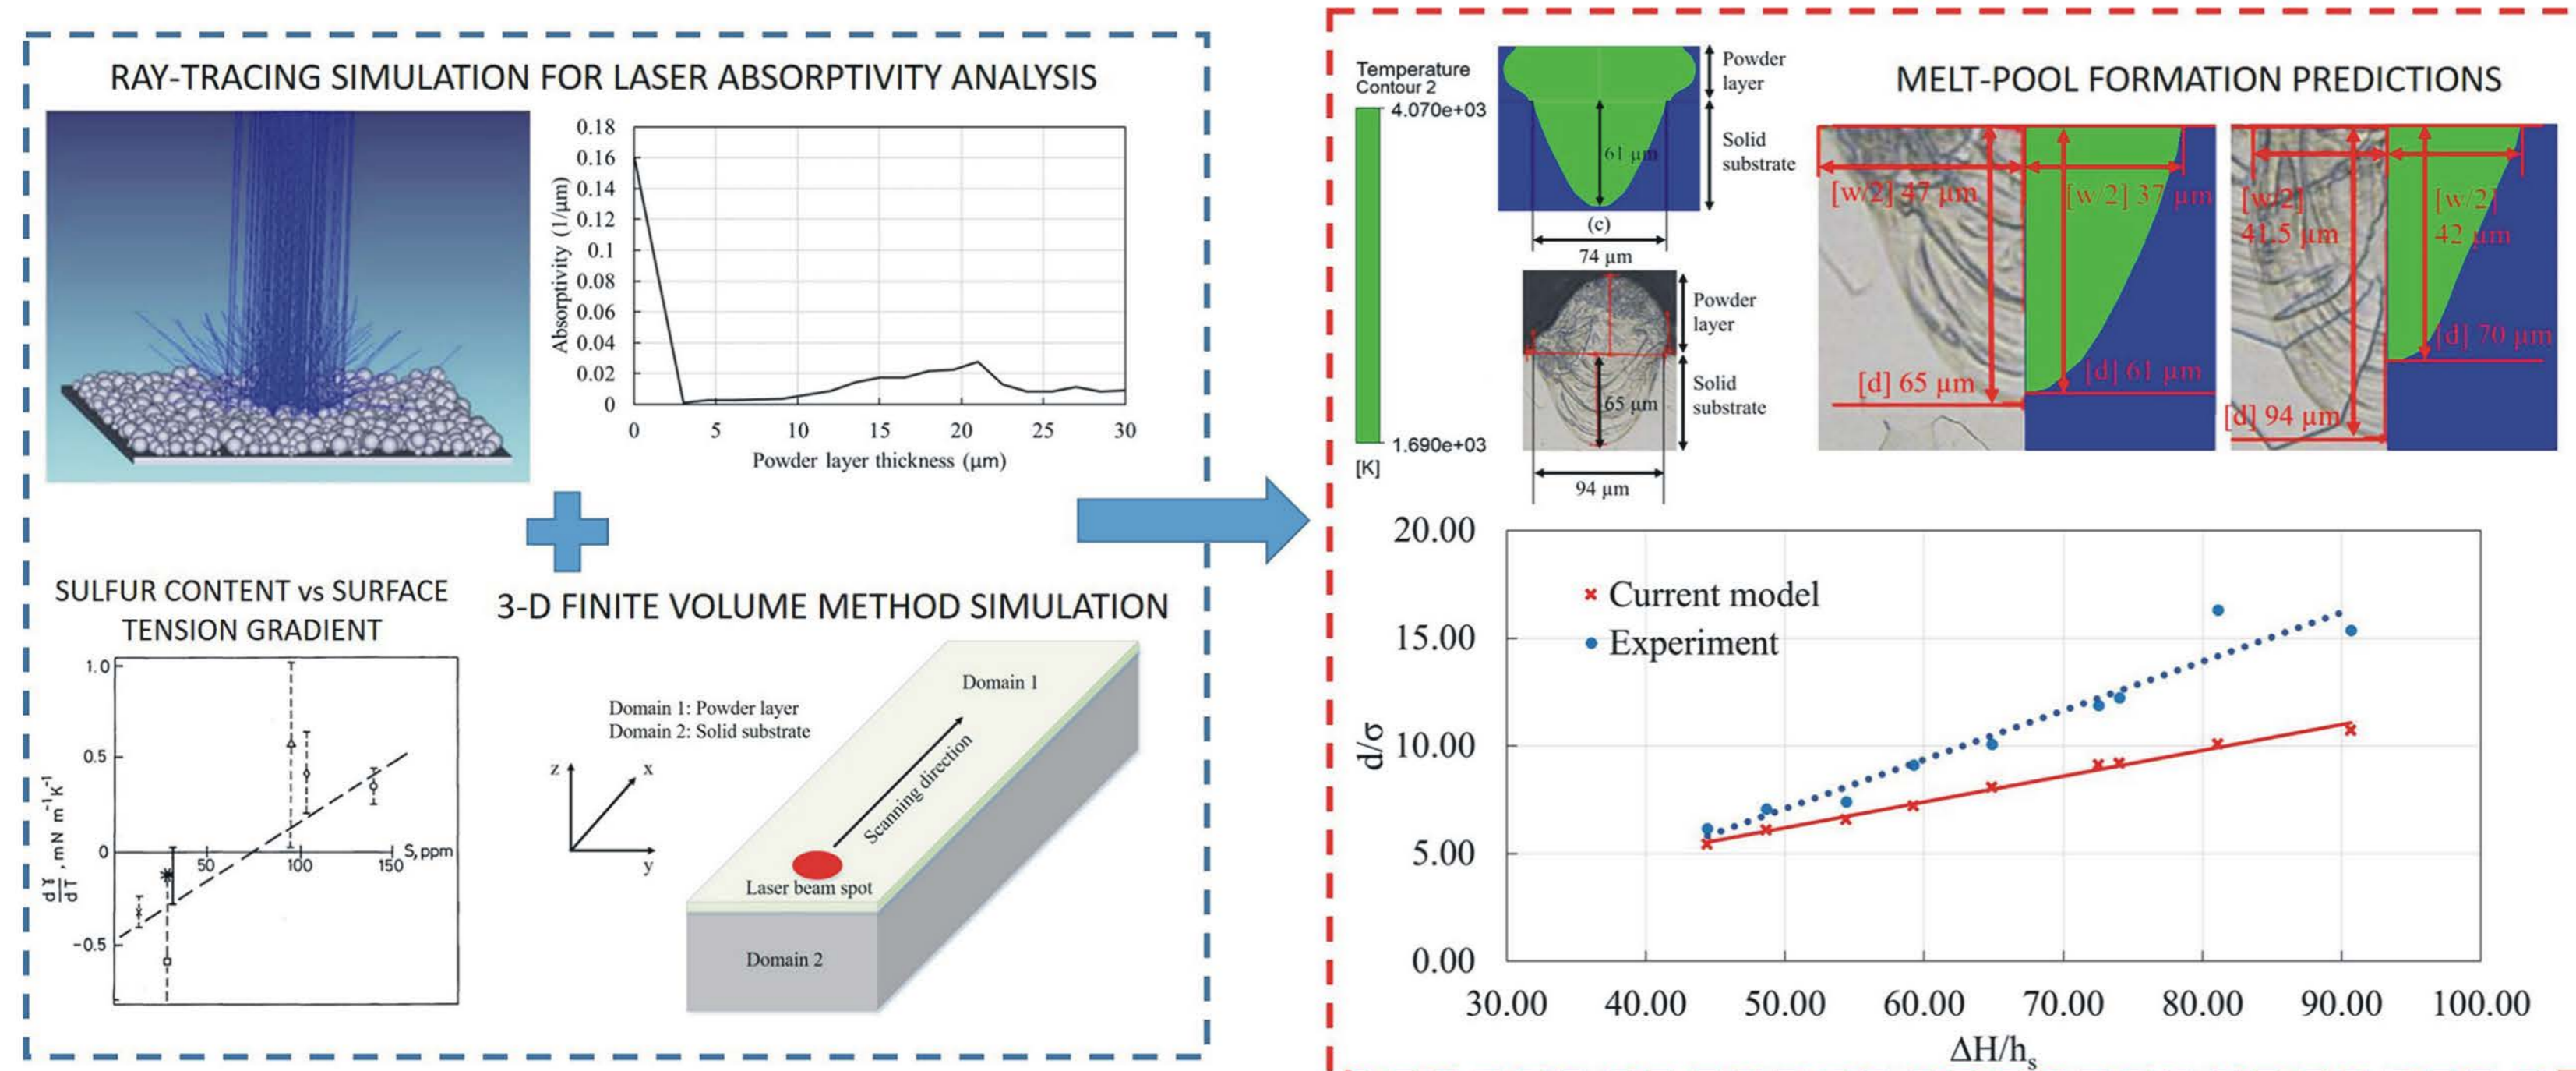 RAY-TRACING SIMULATION FOR LASER ABSORPTIVITY ANALYSIS
0.18
0.16
0.14
0.12
0.1
0.08
0.06
0.04
0.02
0
Absorptivity (1/μm)
0 5 10 15 20 25 30
Powder layer thickness (μm)
SULFUR CONTENT vs SURFACE
TENSION GRADIENT
1.0
0.5
0
-0.5
dγ/dT, mN m⁻¹K⁻¹
50 100 150 S, ppm
3-D FINITE VOLUME METHOD SIMULATION
Domain 1: Powder layer
Domain 2: Solid substrate
z
x
y
Domain 1
Scanning direction
Laser beam spot
Domain 2
Temperature
Contour 2
4.070e+03
1.690e+03
[K]
Powder
layer
Solid
substrate
61 μm
(c)
74 μm
Powder
layer
Solid
substrate
65 μm
94 μm
MELT-POOL FORMATION PREDICTIONS
[w/2] 47 μm
[w/2] 37 μm
[d] 65 μm
[d] 61 μm
[w/2]
41.5 μm
[w/2]
42 μm
[d] 70 μm
[d] 94 μm
20.00
15.00
10.00
5.00
0.00
d/σ
Current model
Experiment
30.00 40.00 50.00 60.00 70.00 80.00 90.00 100.00
ΔH/hₛ